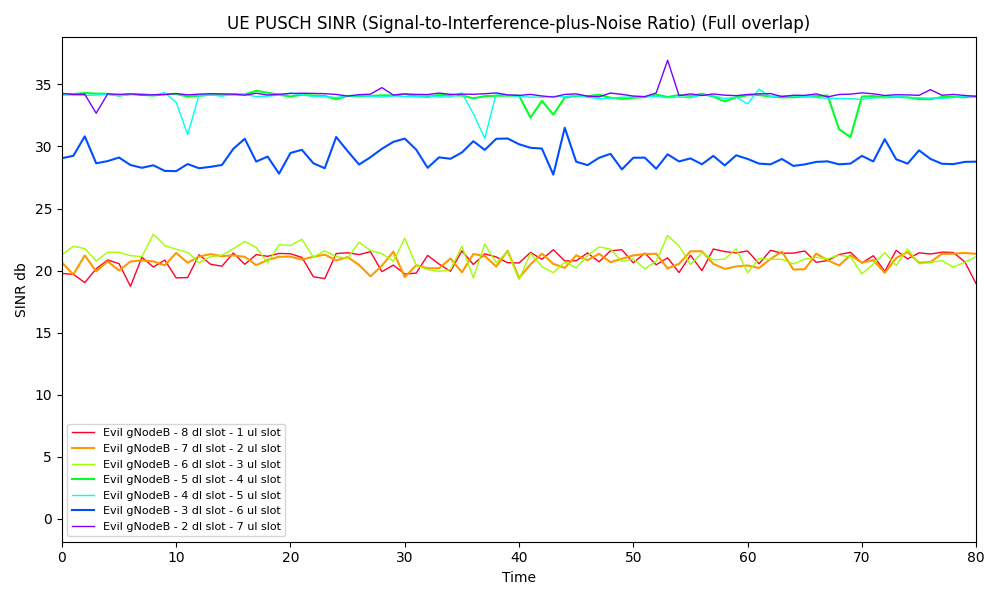 UE PUSCH SINR (Signal-to-Interference-plus-Noise Ratio) (Full overlap)
SINR db
35
30
25
20
15
10
5
0
Evil gNodeB - 8 dl slot - 1 ul slot
Evil gNodeB - 7 dl slot - 2 ul slot
Evil gNodeB - 6 dl slot - 3 ul slot
Evil gNodeB - 5 dl slot - 4 ul slot
Evil gNodeB - 4 dl slot - 5 ul slot
Evil gNodeB - 3 dl slot - 6 ul slot
Evil gNodeB - 2 dl slot - 7 ul slot
0 10 20 30 40 50 60 70 80
Time